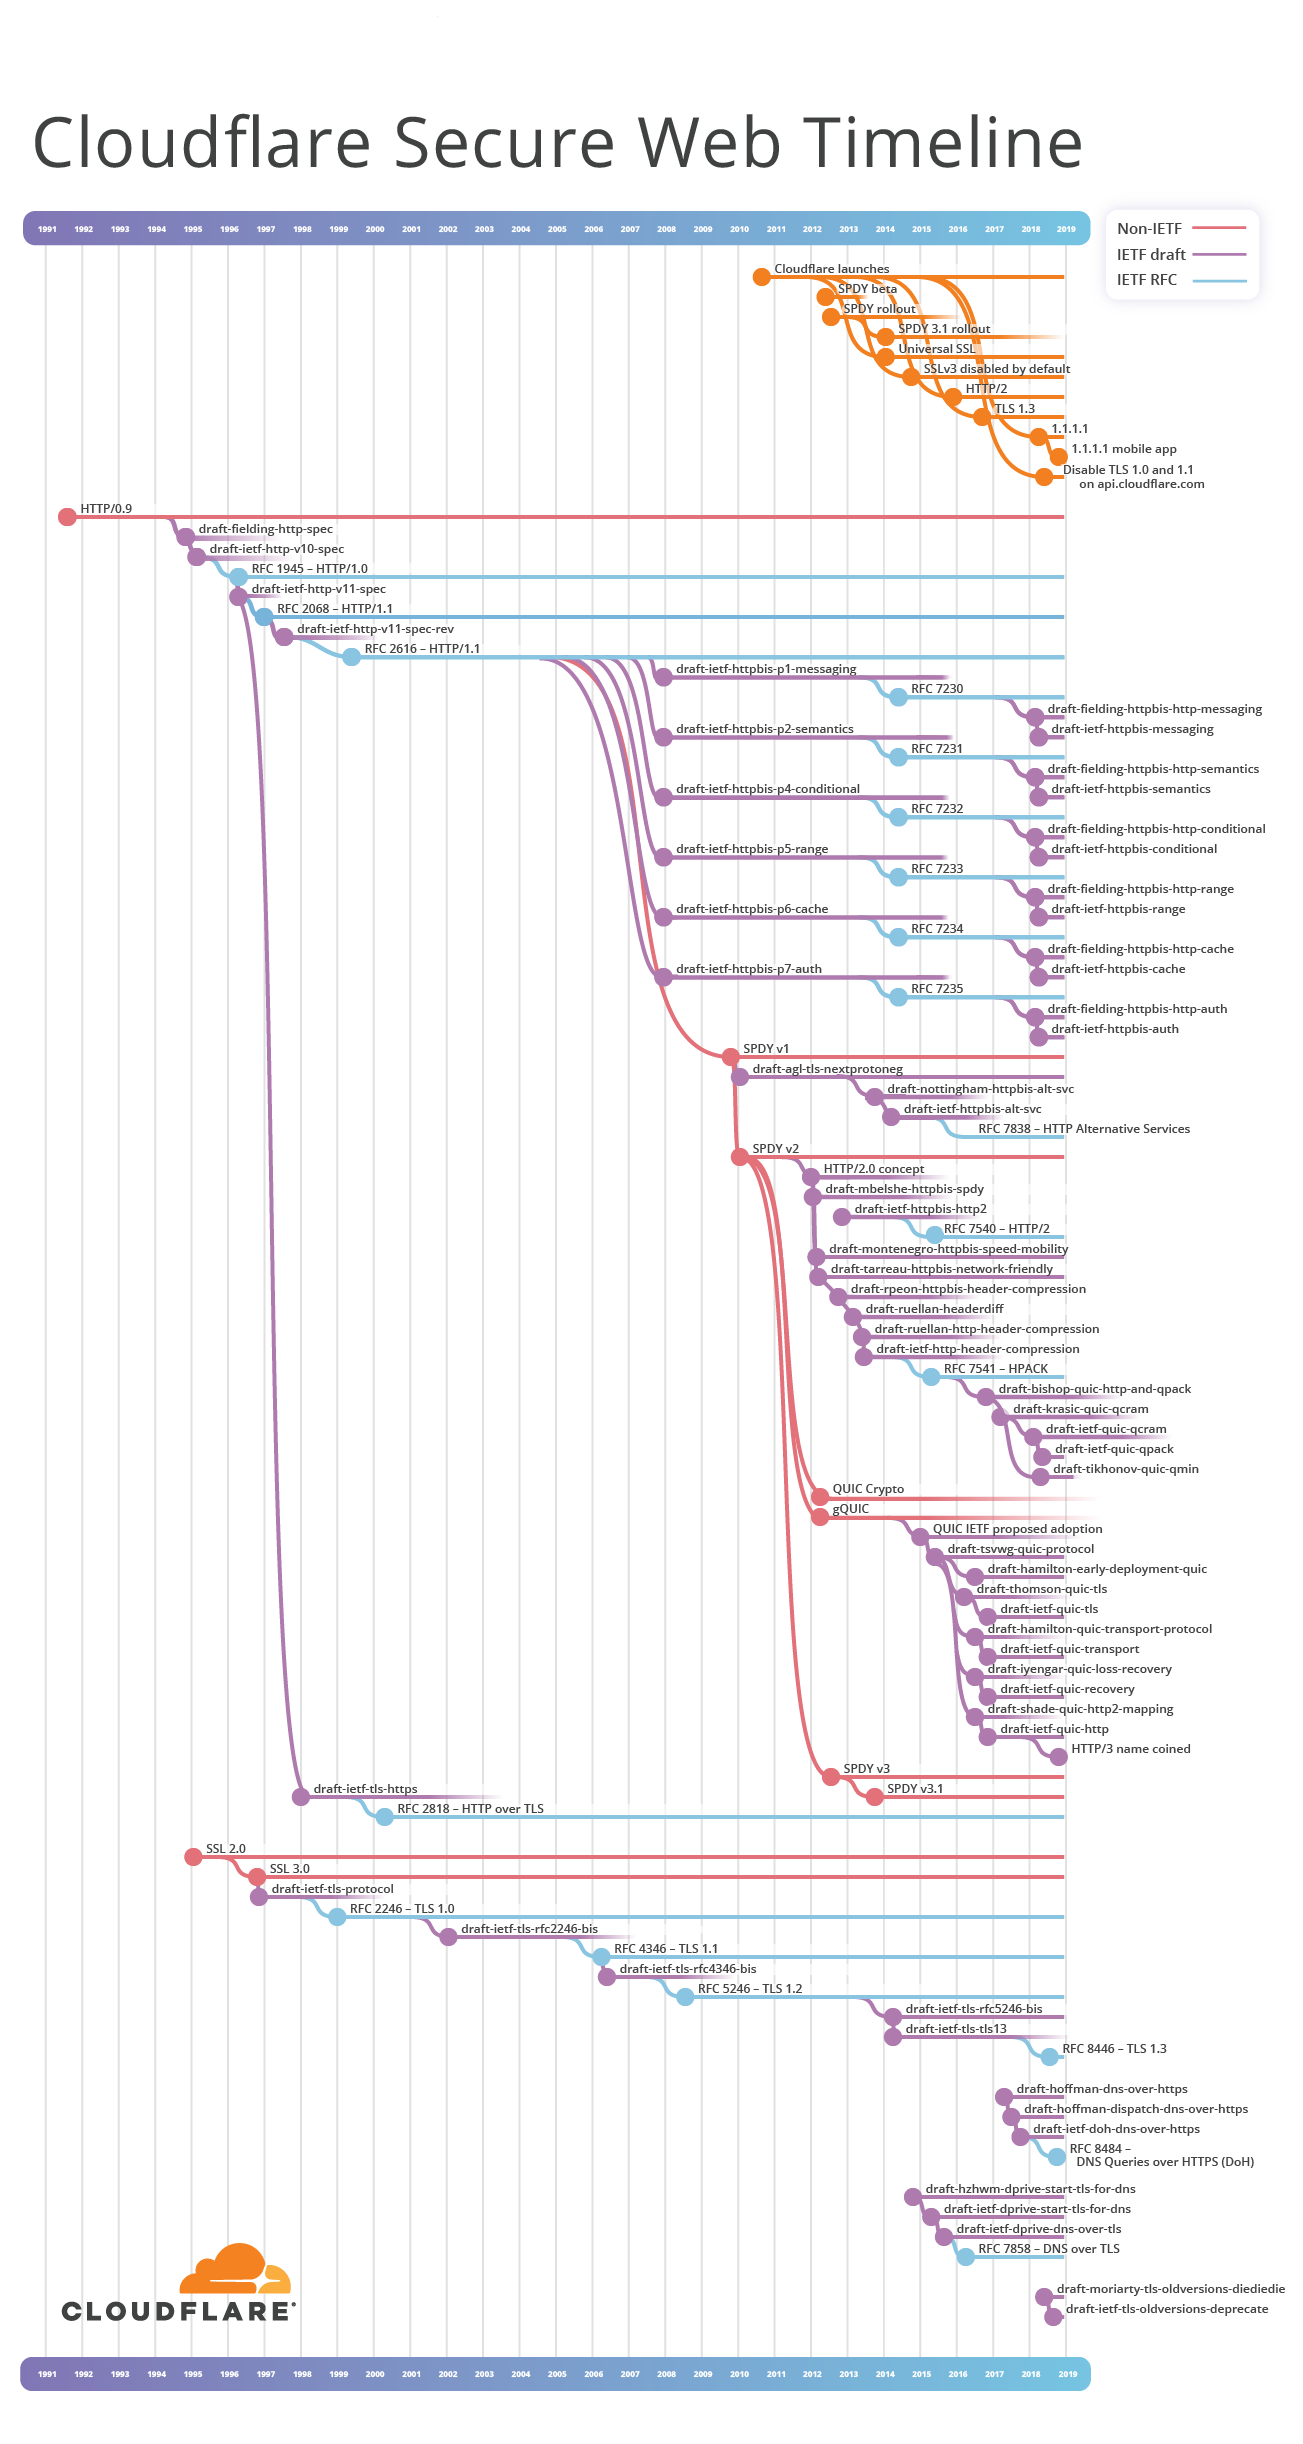 Cloudflare Secure Web Timeline
1991 1992 1993 1994 1995 1996 1997 1998 1999 2000 2001 2002 2003 2004 2005 2006 2007 2008 2009 2010 2011 2012 2013 2014 2015 2016 2017 2018 2019
Non-IETF
IETF draft
IETF RFC
Cloudflare launches
SPDY beta
SPDY rollout
SPDY 3.1 rollout
Universal SSL
SSLv3 disabled by default
HTTP/2
TLS 1.3
1.1.1.1
1.1.1.1 mobile app
Disable TLS 1.0 and 1.1
on api.cloudflare.com
HTTP/0.9
draft-fielding-http-spec
draft-ietf-http-v10-spec
RFC 1945 – HTTP/1.0
draft-ietf-http-v11-spec
RFC 2068 – HTTP/1.1
draft-ietf-http-v11-spec-rev
RFC 2616 – HTTP/1.1
draft-ietf-httpbis-p1-messaging
RFC 7230
draft-fielding-httpbis-http-messaging
draft-ietf-httpbis-messaging
draft-ietf-httpbis-p2-semantics
RFC 7231
draft-fielding-httpbis-http-semantics
draft-ietf-httpbis-semantics
draft-ietf-httpbis-p4-conditional
RFC 7232
draft-fielding-httpbis-http-conditional
draft-ietf-httpbis-conditional
draft-ietf-httpbis-p5-range
RFC 7233
draft-fielding-httpbis-http-range
draft-ietf-httpbis-range
draft-ietf-httpbis-p6-cache
RFC 7234
draft-fielding-httpbis-http-cache
draft-ietf-httpbis-cache
draft-ietf-httpbis-p7-auth
RFC 7235
draft-fielding-httpbis-http-auth
draft-ietf-httpbis-auth
SPDY v1
draft-agl-tls-nextprotoneg
draft-nottingham-httpbis-alt-svc
draft-ietf-httpbis-alt-svc
RFC 7838 – HTTP Alternative Services
SPDY v2
HTTP/2.0 concept
draft-mbelshe-httpbis-spdy
draft-ietf-httpbis-http2
RFC 7540 – HTTP/2
draft-montenegro-httpbis-speed-mobility
draft-tarreau-httpbis-network-friendly
draft-rpeon-httpbis-header-compression
draft-ruellan-headerdiff
draft-ruellan-http-header-compression
draft-ietf-http-header-compression
RFC 7541 – HPACK
draft-bishop-quic-http-and-qpack
draft-krasic-quic-qcram
draft-ietf-quic-qcram
draft-ietf-quic-qpack
draft-tikhonov-quic-qmin
QUIC Crypto
gQUIC
QUIC IETF proposed adoption
draft-tsvwg-quic-protocol
draft-hamilton-early-deployment-quic
draft-thomson-quic-tls
draft-ietf-quic-tls
draft-hamilton-quic-transport-protocol
draft-ietf-quic-transport
draft-iyengar-quic-loss-recovery
draft-ietf-quic-recovery
draft-shade-quic-http2-mapping
draft-ietf-quic-http
HTTP/3 name coined
SPDY v3
SPDY v3.1
draft-ietf-tls-https
RFC 2818 – HTTP over TLS
SSL 2.0
SSL 3.0
draft-ietf-tls-protocol
RFC 2246 – TLS 1.0
draft-ietf-tls-rfc2246-bis
RFC 4346 – TLS 1.1
draft-ietf-tls-rfc4346-bis
RFC 5246 – TLS 1.2
draft-ietf-tls-rfc5246-bis
draft-ietf-tls-tls13
RFC 8446 – TLS 1.3
draft-hoffman-dns-over-https
draft-hoffman-dispatch-dns-over-https
draft-ietf-doh-dns-over-https
RFC 8484 –
DNS Queries over HTTPS (DoH)
draft-hzhwm-dprive-start-tls-for-dns
draft-ietf-dprive-start-tls-for-dns
draft-ietf-dprive-dns-over-tls
RFC 7858 – DNS over TLS
draft-moriarty-tls-oldversions-diediedie
draft-ietf-tls-oldversions-deprecate
CLOUDFLARE
1991 1992 1993 1994 1995 1996 1997 1998 1999 2000 2001 2002 2003 2004 2005 2006 2007 2008 2009 2010 2011 2012 2013 2014 2015 2016 2017 2018 2019